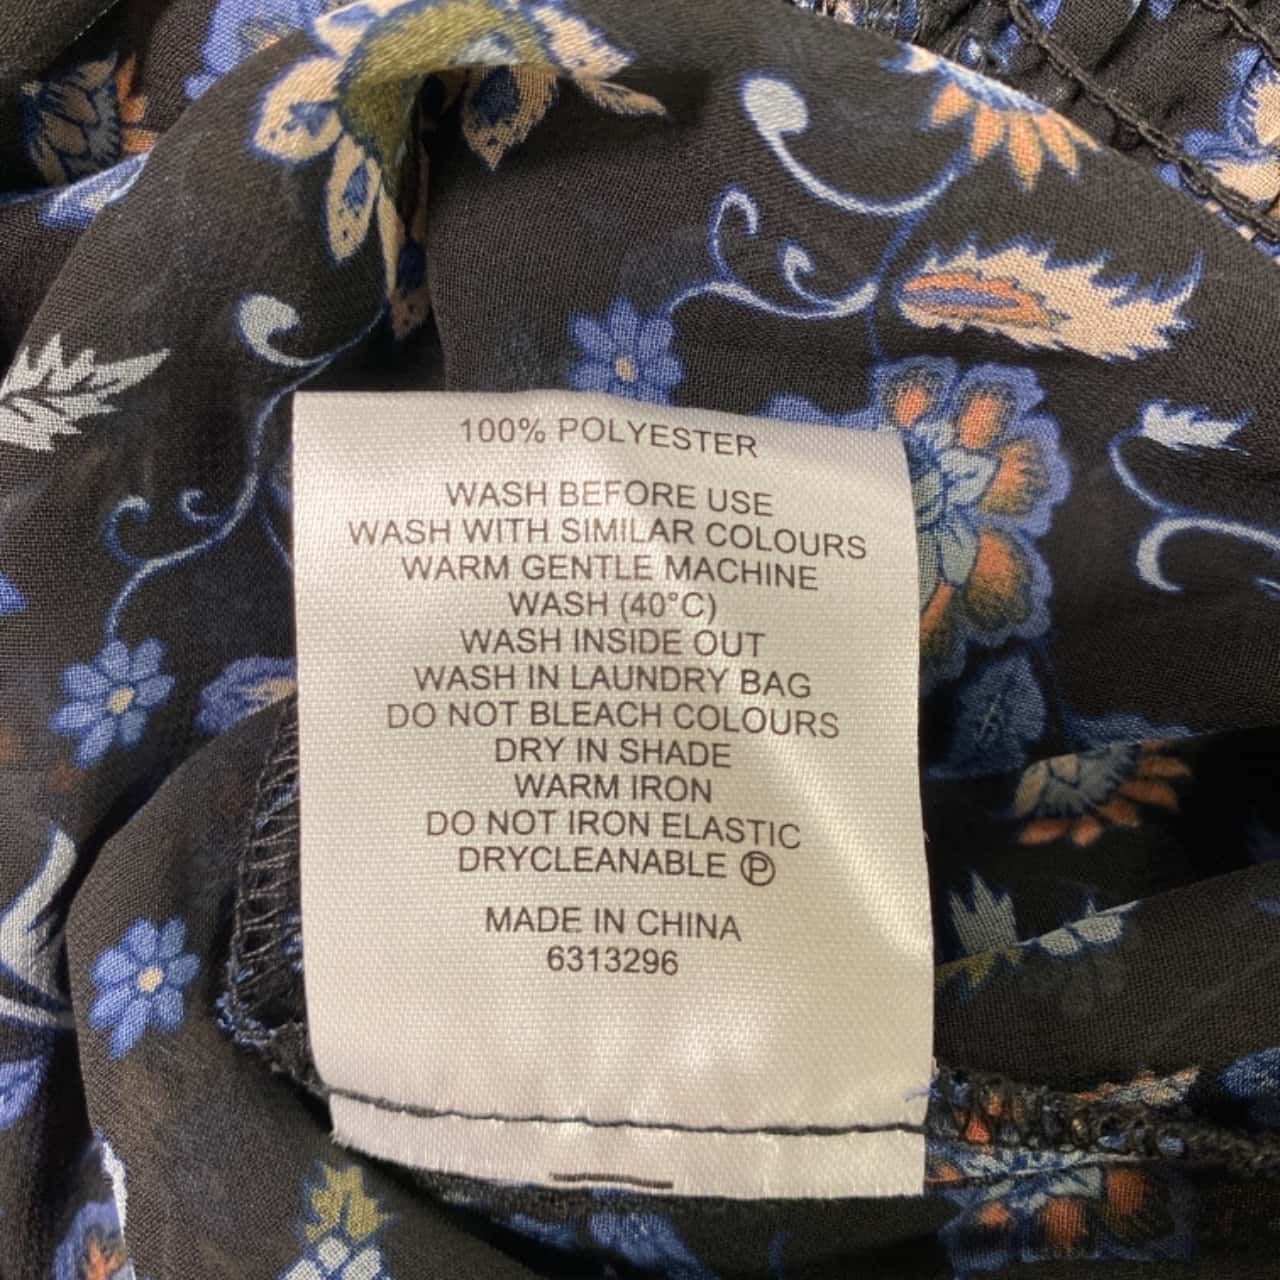 100% POLYESTER
WASH BEFORE USE
WASH WITH SIMILAR COLOURS
WARM GENTLE MACHINE
WASH (40°C)
WASH INSIDE OUT
WASH IN LAUNDRY BAG
DO NOT BLEACH COLOURS
DRY IN SHADE
WARM IRON
DO NOT IRON ELASTIC
DRYCLEANABLE Ⓟ
MADE IN CHINA
6313296